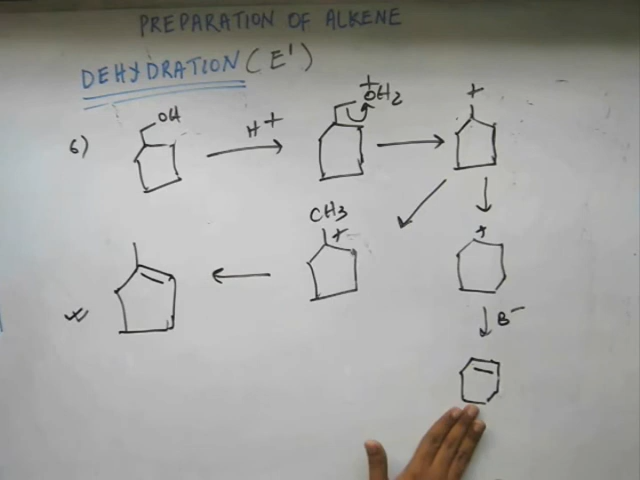 PREPARATION OF ALKENE
DEHYDRATION (E')
6)
OH
H+
+
OH2
+
CH3
+
+
B-